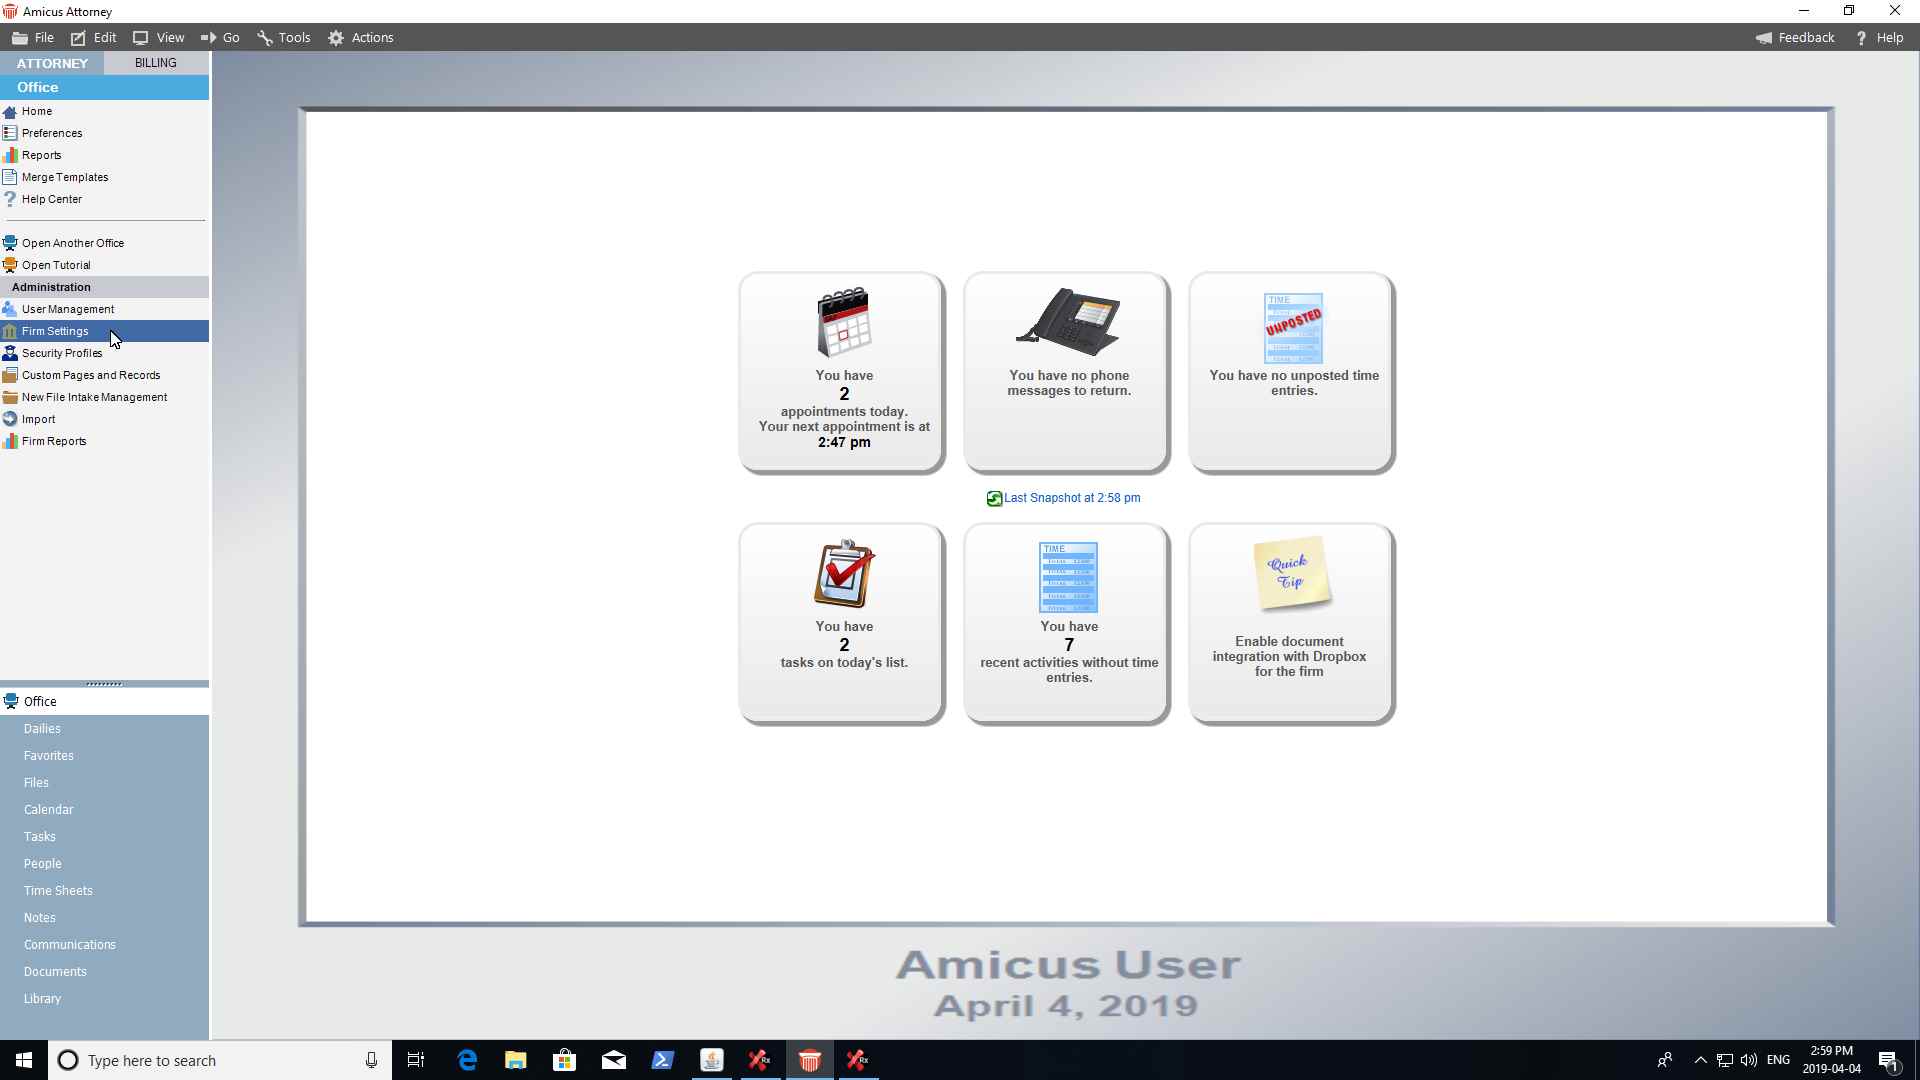 Amicus Attorney
File Edit View Go Tools Actions Feedback ? Help
ATTORNEY BILLING
Office
Home
Preferences
Reports
Merge Templates
? Help Center
Open Another Office
Open Tutorial
Administration
User Management
Firm Settings
Security Profiles
Custom Pages and Records
New File Intake Management
Import
Firm Reports
Office
Dailies
Favorites
Files
Calendar
Tasks
People
Time Sheets
Notes
Communications
Documents
Library
You have
2
appointments today.
Your next appointment is at
2:47 pm
You have no phone
messages to return.
TIME
UNPOSTED
You have no unposted time
entries.
Last Snapshot at 2:58 pm
You have
2
tasks on today's list.
TIME
You have
7
recent activities without time
entries.
Quick
Tip
Enable document
integration with Dropbox
for the firm
Amicus User
April 4, 2019
Type here to search
Rx
Rx
ENG
2:59 PM
2019-04-04
1